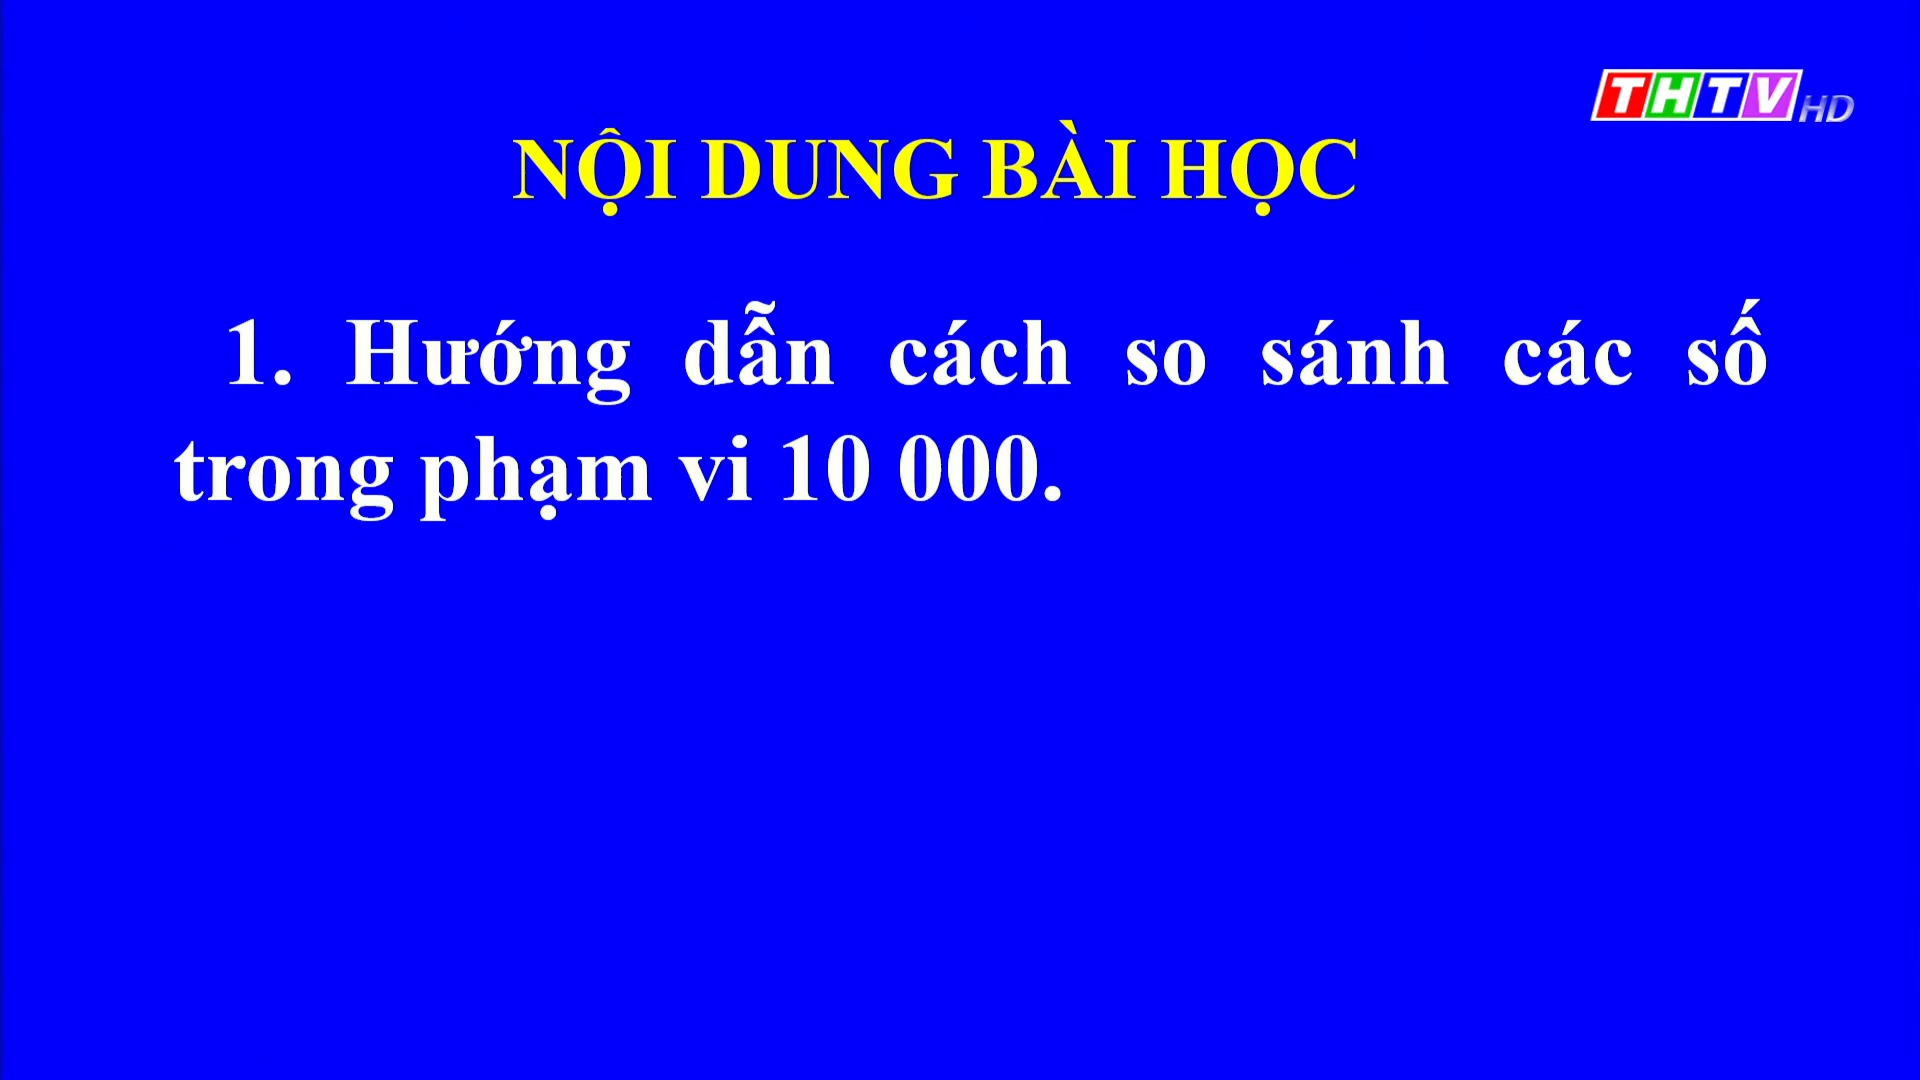 THTV HD
NỘI DUNG BÀI HỌC
1. Hướng dẫn cách so sánh các số
trong phạm vi 10 000.